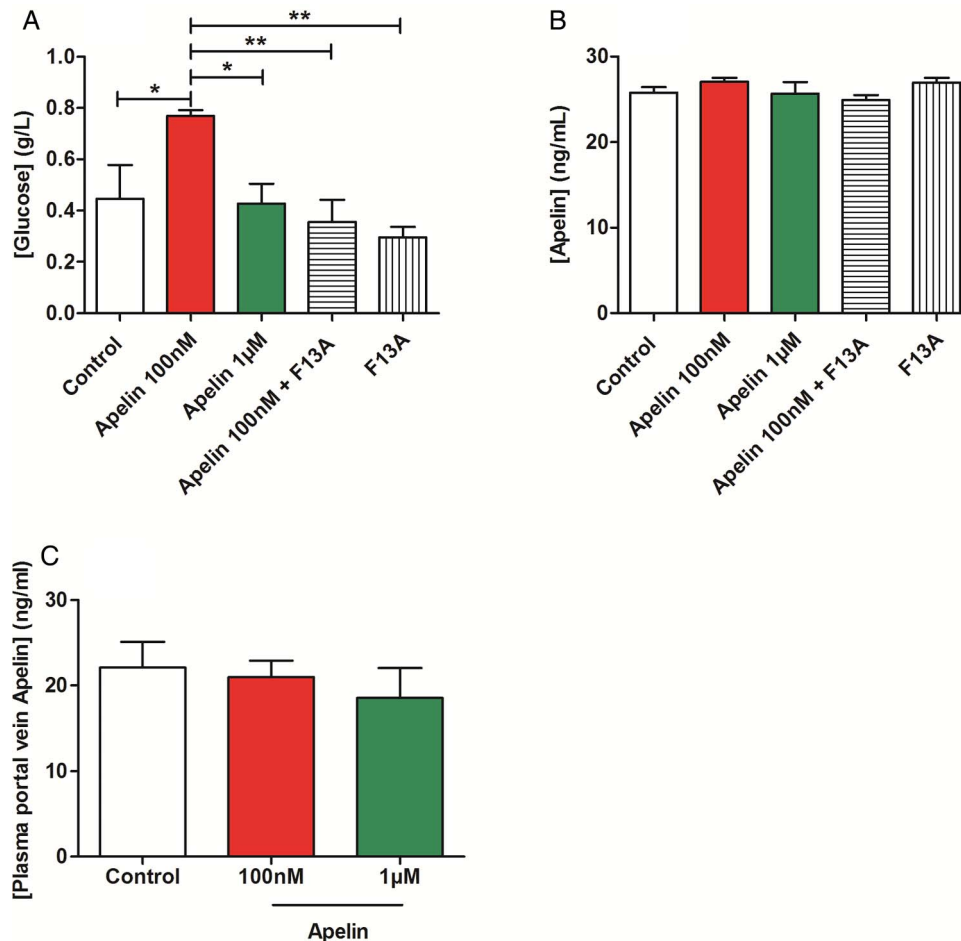 A
**
**
*
*
[Glucose] (g/L)
1.0
0.8
0.6
0.4
0.2
0.0
Control
Apelin 100nM
Apelin 1µM
Apelin 100nM + F13A
F13A
B
[Apelin] (ng/mL)
30
20
10
0
Control
Apelin 100nM
Apelin 1µM
Apelin 100nM + F13A
F13A
C
[Plasma portal vein Apelin] (ng/ml)
30
20
10
0
Control
100nM
1µM
Apelin